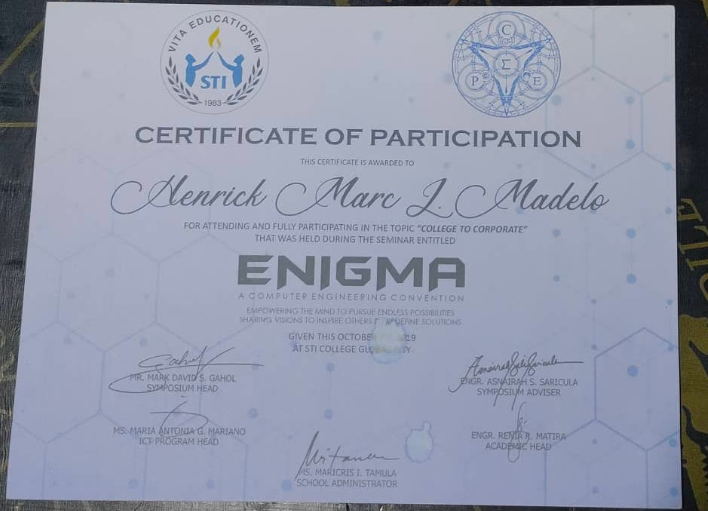 VITA EDUCATIONEM
STI
1983
C
Σ
P E
CERTIFICATE OF PARTICIPATION
THIS CERTIFICATE IS AWARDED TO
Henrick Marc J. Madelo
FOR ATTENDING AND FULLY PARTICIPATING IN THE TOPIC "COLLEGE TO CORPORATE"
THAT WAS HELD DURING THE SEMINAR ENTITLED
ENIGMA
A COMPUTER ENGINEERING CONVENTION
EMPOWERING THE MIND TO PURSUE ENDLESS POSSIBILITIES
SHARING VISIONS TO INSPIRE OTHERS DEFINE SOLUTIONS
GIVEN THIS OCTOBER 19
AT STI COLLEGE GLOBAL CITY
MR. MARK DAVID S. GAHOL
SYMPOSIUM HEAD
ENGR. ASNAIRAH S. SARICULA
SYMPOSIUM ADVISER
MS. MARIA ANTONIA G. MARIANO
ICT PROGRAM HEAD
ENGR. RENIA R. MATIRA
ACADEMIC HEAD
MS. MARICRIS I. TAMULA
SCHOOL ADMINISTRATOR